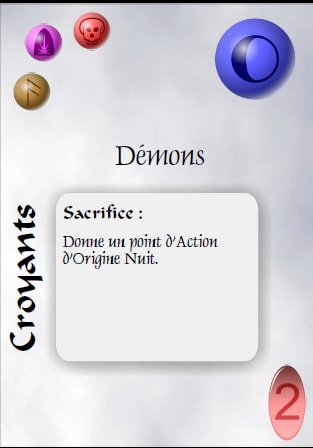 Démons
Croyants
Sacrifice :
Donne un point d'Action
d'Origine Nuit.
2